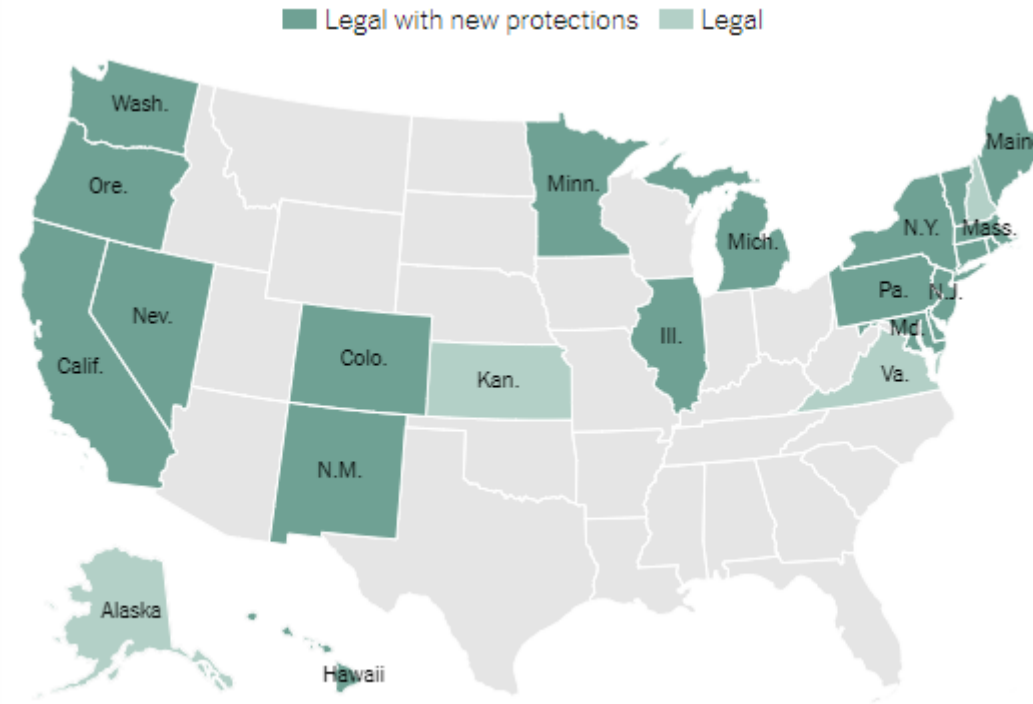 Legal with new protections Legal
Wash.
Maine
Ore.
Minn.
N.Y.
Mass.
Mich.
Pa.
N.J.
Nev.
Md.
Ill.
Colo.
Calif.
Kan.
Va.
N.M.
Alaska
Hawaii